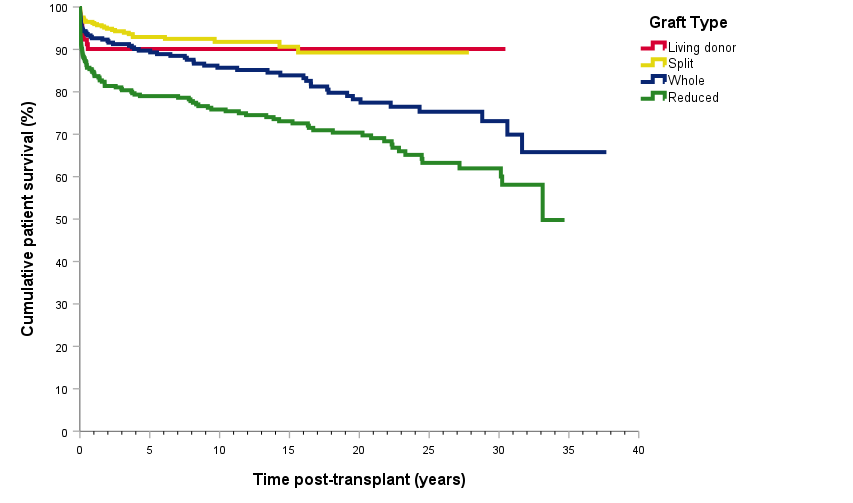 Graft Type
Living donor
Split
Whole
Reduced
Cumulative patient survival (%)
100
90
80
70
60
50
40
30
20
10
0
0 5 10 15 20 25 30 35 40
Time post-transplant (years)